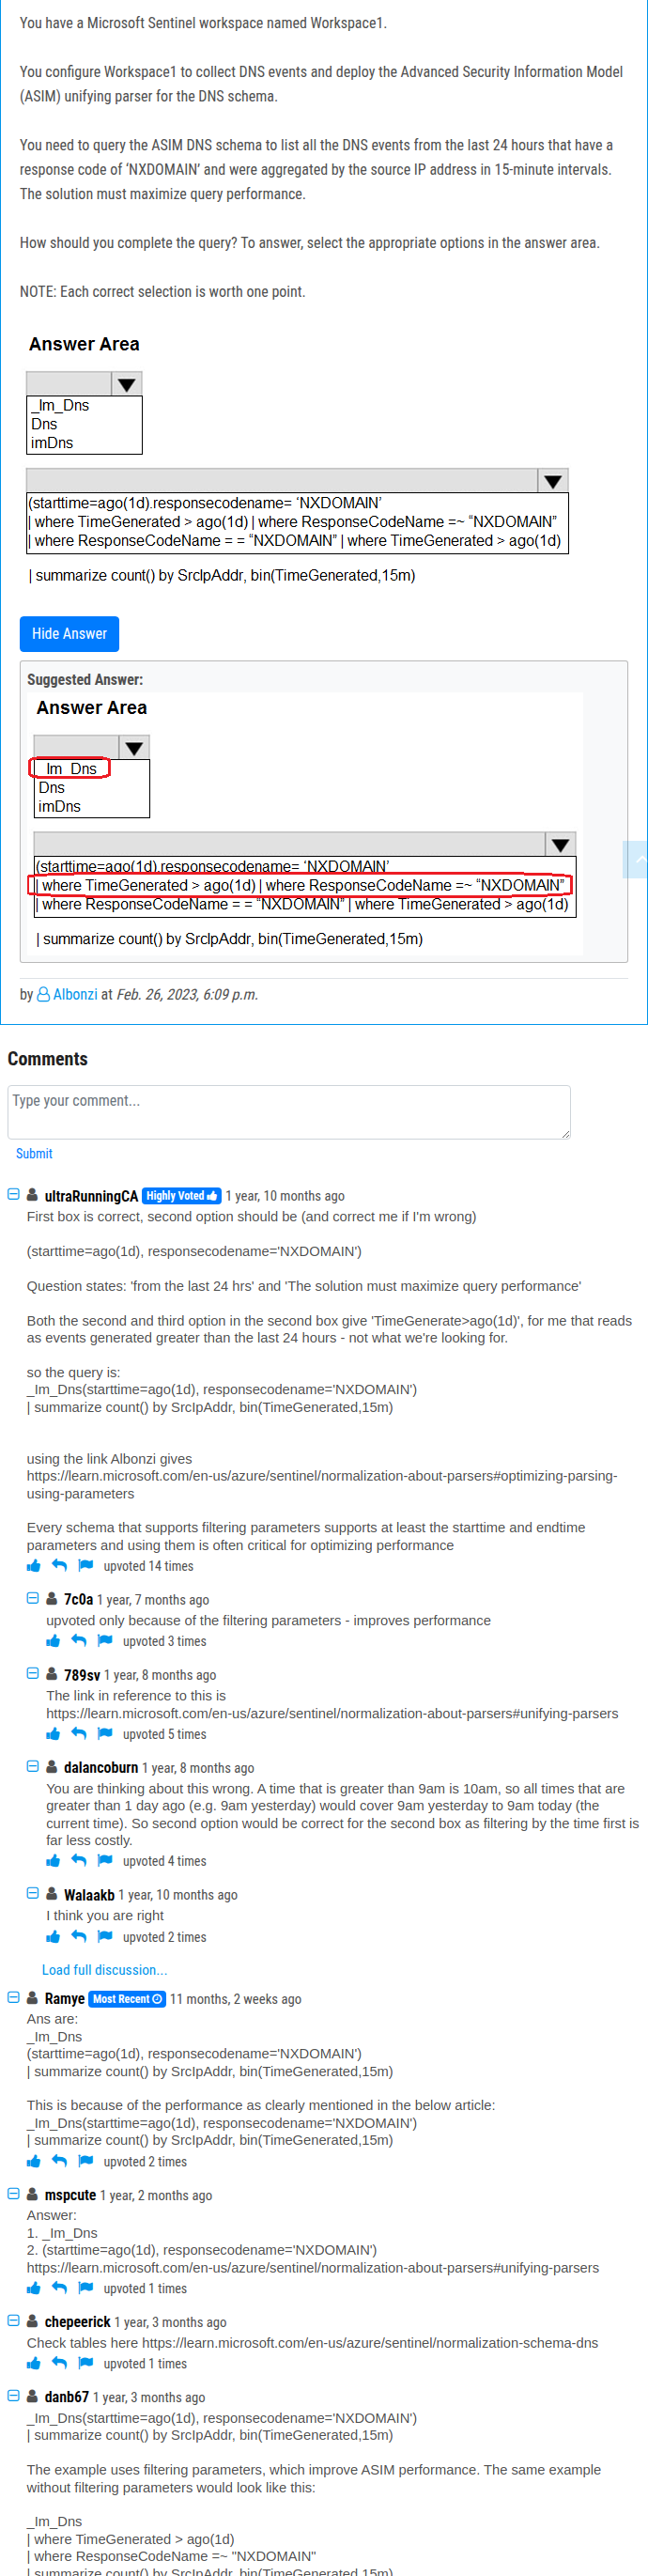 You have a Microsoft Sentinel workspace named Workspace1.
You configure Workspace1 to collect DNS events and deploy the Advanced Security Information Model
(ASIM) unifying parser for the DNS schema.
You need to query the ASIM DNS schema to list all the DNS events from the last 24 hours that have a
response code of ‘NXDOMAIN’ and were aggregated by the source IP address in 15-minute intervals.
The solution must maximize query performance.
How should you complete the query? To answer, select the appropriate options in the answer area.
NOTE: Each correct selection is worth one point.
Answer Area
_Im_Dns
Dns
imDns
(starttime=ago(1d).responsecodename= ‘NXDOMAIN’
| where TimeGenerated > ago(1d) | where ResponseCodeName =~ “NXDOMAIN”
| where ResponseCodeName = = “NXDOMAIN” | where TimeGenerated > ago(1d)
| summarize count() by SrcIpAddr, bin(TimeGenerated,15m)
Hide Answer
Suggested Answer:
Answer Area
_Im_Dns
Dns
imDns
(starttime=ago(1d).responsecodename= ‘NXDOMAIN’
| where TimeGenerated > ago(1d) | where ResponseCodeName =~ “NXDOMAIN”
| where ResponseCodeName = = “NXDOMAIN” | where TimeGenerated > ago(1d)
| summarize count() by SrcIpAddr, bin(TimeGenerated,15m)
by Albonzi at Feb. 26, 2023, 6:09 p.m.
Comments
Type your comment...
Submit
ultraRunningCA Highly Voted 1 year, 10 months ago
First box is correct, second option should be (and correct me if I'm wrong)
(starttime=ago(1d), responsecodename='NXDOMAIN')
Question states: 'from the last 24 hrs' and 'The solution must maximize query performance'
Both the second and third option in the second box give 'TimeGenerate>ago(1d)', for me that reads
as events generated greater than the last 24 hours - not what we're looking for.
so the query is:
_Im_Dns(starttime=ago(1d), responsecodename='NXDOMAIN')
| summarize count() by SrcIpAddr, bin(TimeGenerated,15m)
using the link Albonzi gives
https://learn.microsoft.com/en-us/azure/sentinel/normalization-about-parsers#optimizing-parsing-
using-parameters
Every schema that supports filtering parameters supports at least the starttime and endtime
parameters and using them is often critical for optimizing performance
upvoted 14 times
7c0a 1 year, 7 months ago
upvoted only because of the filtering parameters - improves performance
upvoted 3 times
789sv 1 year, 8 months ago
The link in reference to this is
https://learn.microsoft.com/en-us/azure/sentinel/normalization-about-parsers#unifying-parsers
upvoted 5 times
dalancoburn 1 year, 8 months ago
You are thinking about this wrong. A time that is greater than 9am is 10am, so all times that are
greater than 1 day ago (e.g. 9am yesterday) would cover 9am yesterday to 9am today (the
current time). So second option would be correct for the second box as filtering by the time first is
far less costly.
upvoted 4 times
Walaakb 1 year, 10 months ago
I think you are right
upvoted 2 times
Load full discussion...
Ramye Most Recent 11 months, 2 weeks ago
Ans are:
_Im_Dns
(starttime=ago(1d), responsecodename='NXDOMAIN')
| summarize count() by SrcIpAddr, bin(TimeGenerated,15m)
This is because of the performance as clearly mentioned in the below article:
_Im_Dns(starttime=ago(1d), responsecodename='NXDOMAIN')
| summarize count() by SrcIpAddr, bin(TimeGenerated,15m)
upvoted 2 times
mspcute 1 year, 2 months ago
Answer:
1. _Im_Dns
2. (starttime=ago(1d), responsecodename='NXDOMAIN')
https://learn.microsoft.com/en-us/azure/sentinel/normalization-about-parsers#unifying-parsers
upvoted 1 times
chepeerick 1 year, 3 months ago
Check tables here https://learn.microsoft.com/en-us/azure/sentinel/normalization-schema-dns
upvoted 1 times
danb67 1 year, 3 months ago
_Im_Dns(starttime=ago(1d), responsecodename='NXDOMAIN')
| summarize count() by SrcIpAddr, bin(TimeGenerated,15m)
The example uses filtering parameters, which improve ASIM performance. The same example
without filtering parameters would look like this:
_Im_Dns
| where TimeGenerated > ago(1d)
| where ResponseCodeName =~ "NXDOMAIN"
| summarize count() by SrcIpAddr, bin(TimeGenerated,15m)